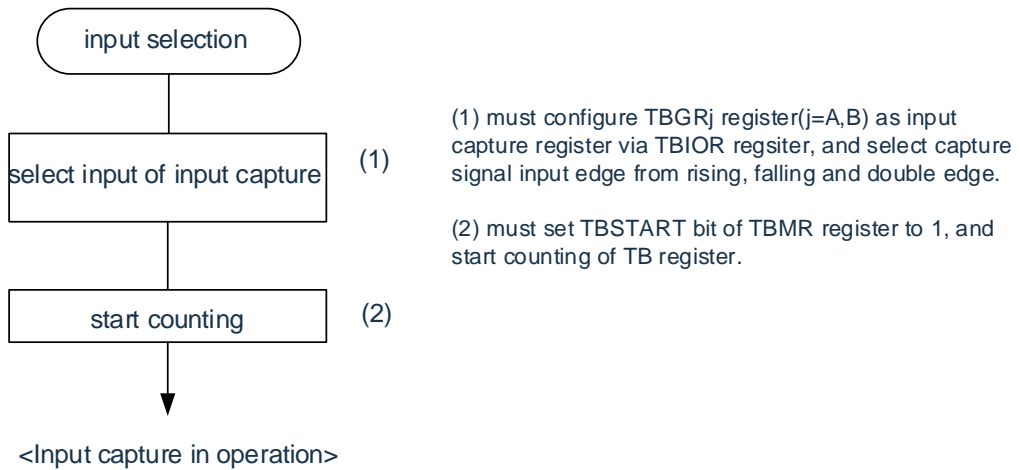 input selection
select input of input capture
(1)
start counting
(2)
<Input capture in operation>
(1) must configure TBGRj register(j=A,B) as input
capture register via TBIOR regsiter, and select capture
signal input edge from rising, falling and double edge.
(2) must set TBSTART bit of TBMR register to 1, and
start counting of TB register.